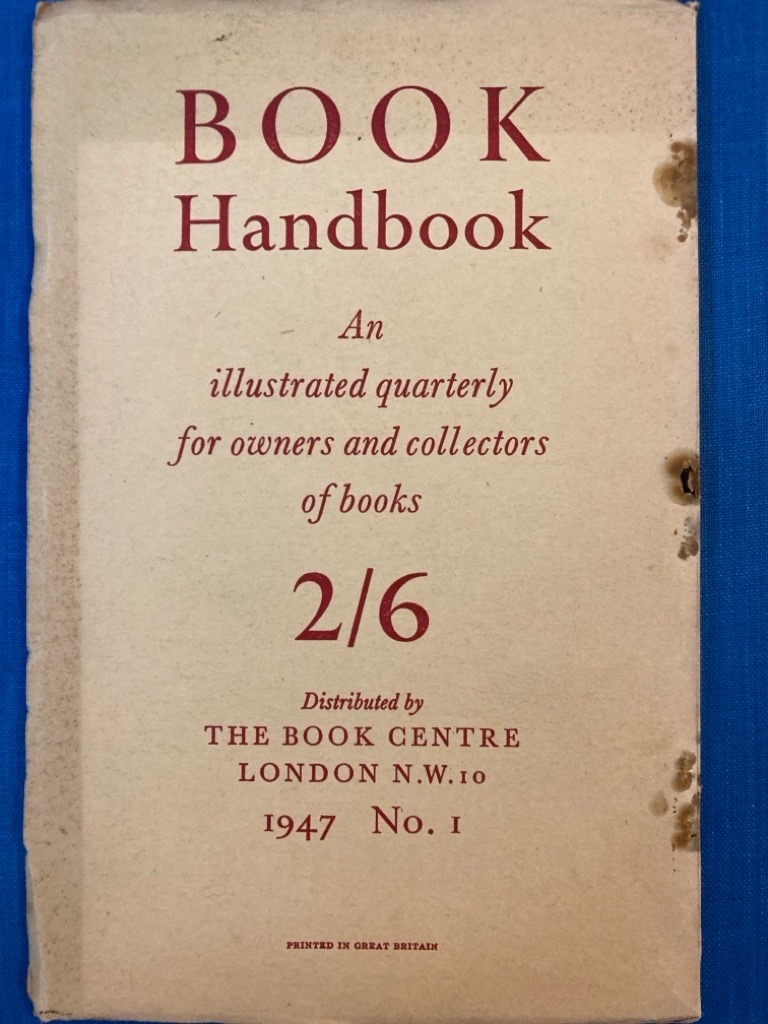 BOOK
Handbook
An
illustrated quarterly
for owners and collectors
of books
2/6
Distributed by
THE BOOK CENTRE
LONDON N.W.10
1947 No. 1
PRINTED IN GREAT BRITAIN